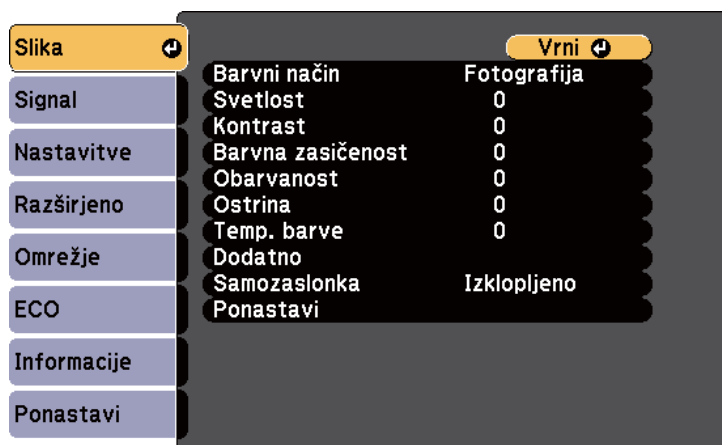 Slika
Signal
Nastavitve
Razširjeno
Omrežje
ECO
Informacije
Ponastavi
Vrni
Barvni način Fotografija
Svetlost 0
Kontrast 0
Barvna zasičenost 0
Obarvanost 0
Ostrina 0
Temp. barve 0
Dodatno
Samozaslonka Izklopljeno
Ponastavi